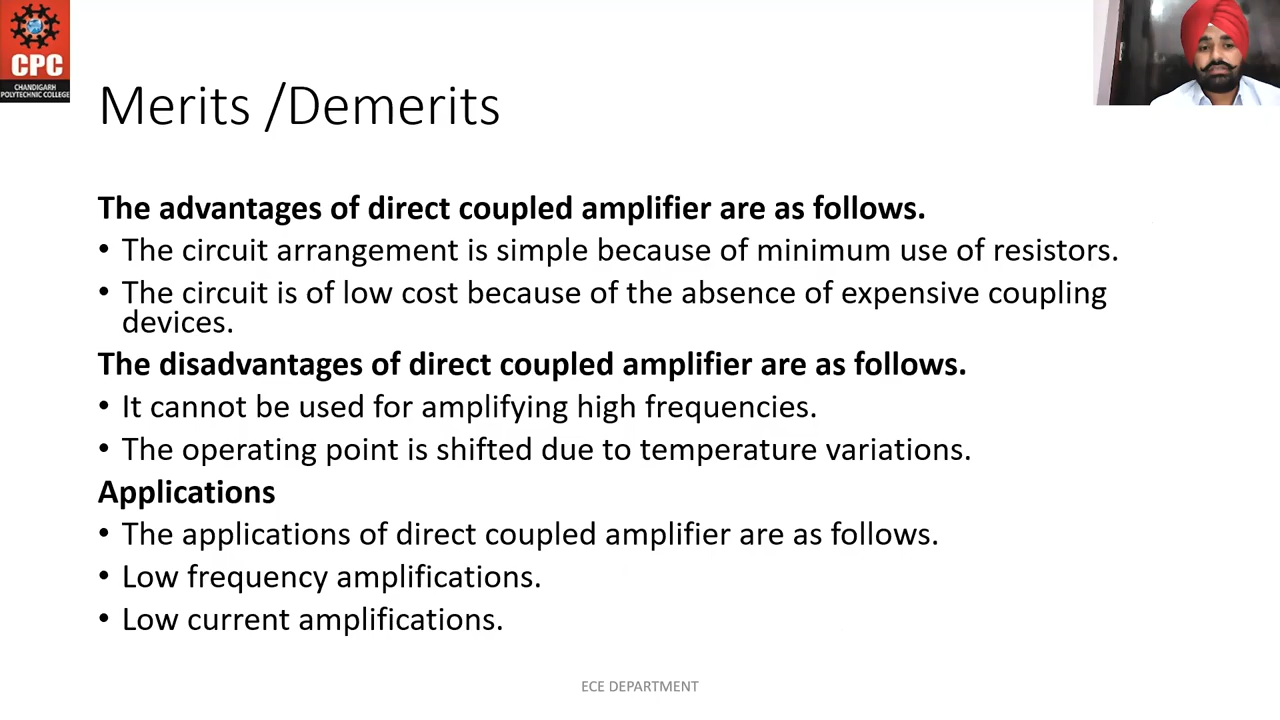 CPC
CHANDIGARH
POLYTECHNIC COLLEGE
Merits /Demerits
The advantages of direct coupled amplifier are as follows.
• The circuit arrangement is simple because of minimum use of resistors.
• The circuit is of low cost because of the absence of expensive coupling
devices.
The disadvantages of direct coupled amplifier are as follows.
• It cannot be used for amplifying high frequencies.
• The operating point is shifted due to temperature variations.
Applications
• The applications of direct coupled amplifier are as follows.
• Low frequency amplifications.
• Low current amplifications.
ECE DEPARTMENT